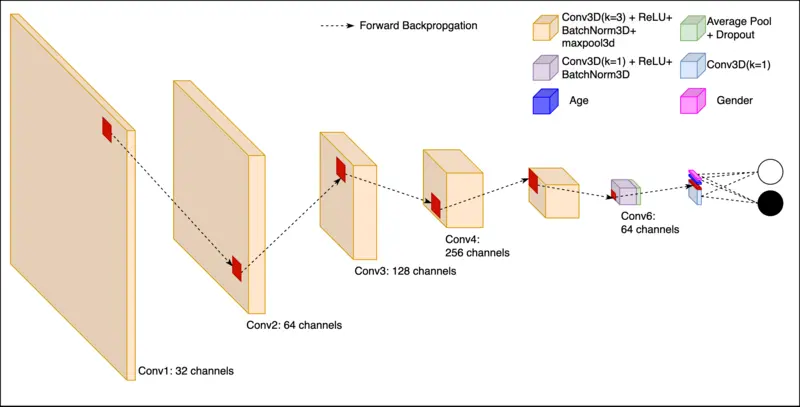 Forward Backpropgation
Conv3D(k=3) + ReLU+
BatchNorm3D+
maxpool3d
Average Pool
+ Dropout
Conv3D(k=1) + ReLU+
BatchNorm3D
Conv3D(k=1)
Age
Gender
Conv1: 32 channels
Conv2: 64 channels
Conv3: 128 channels
Conv4:
256 channels
Conv6:
64 channels